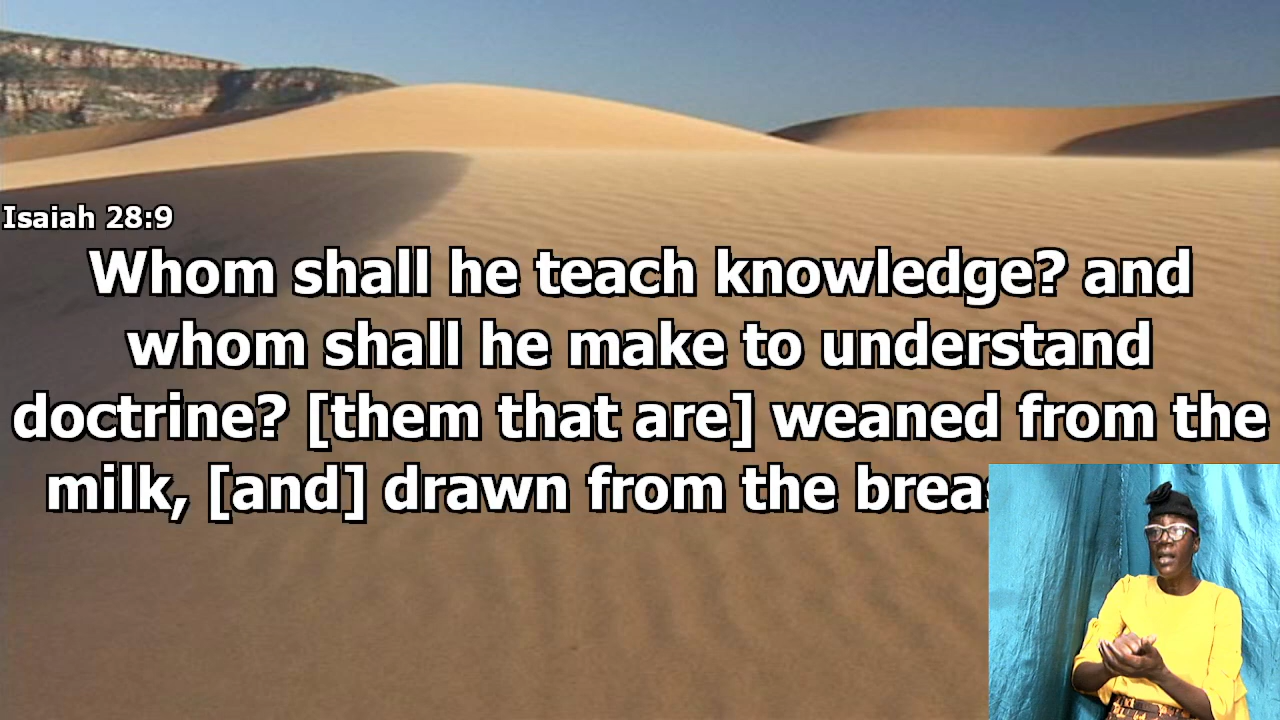 Isaiah 28:9
Whom shall he teach knowledge? and
whom shall he make to understand
doctrine? [them that are] weaned from the
milk, [and] drawn from the